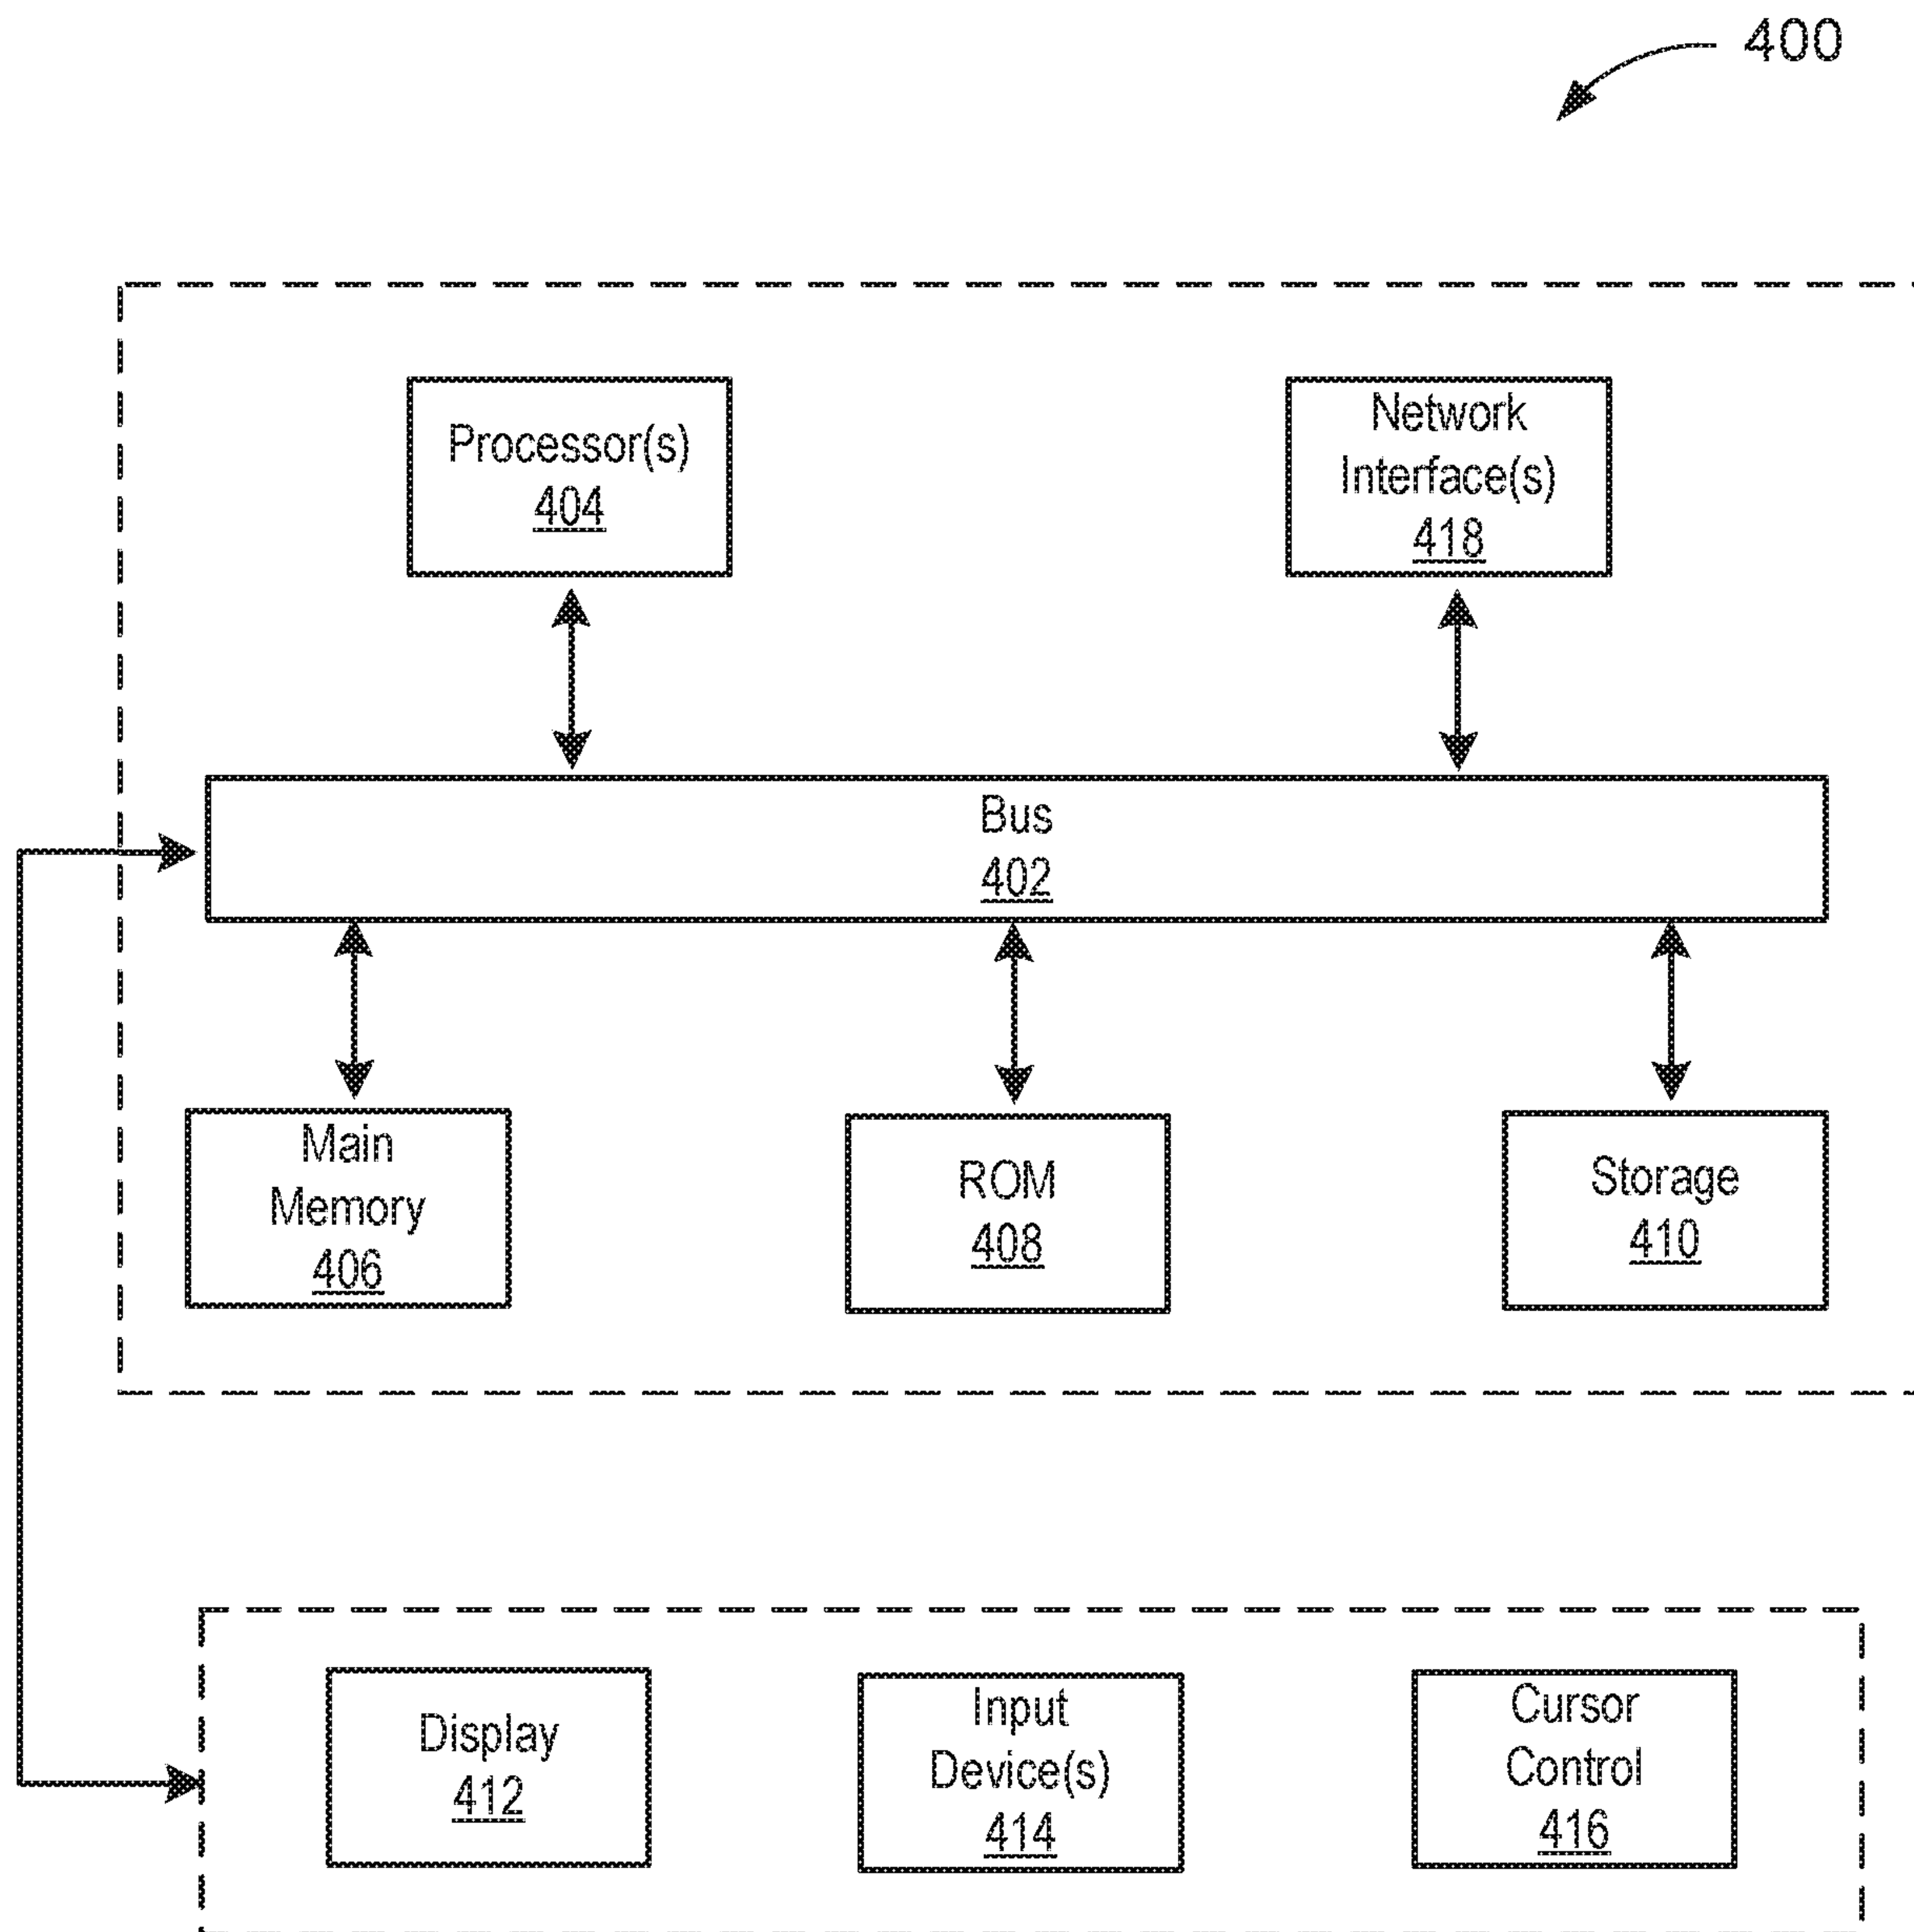 400
Processor(s)
404
Network
Interface(s)
418
Bus
402
Main
Memory
406
ROM
408
Storage
410
Display
412
Input
Device(s)
414
Cursor
Control
416